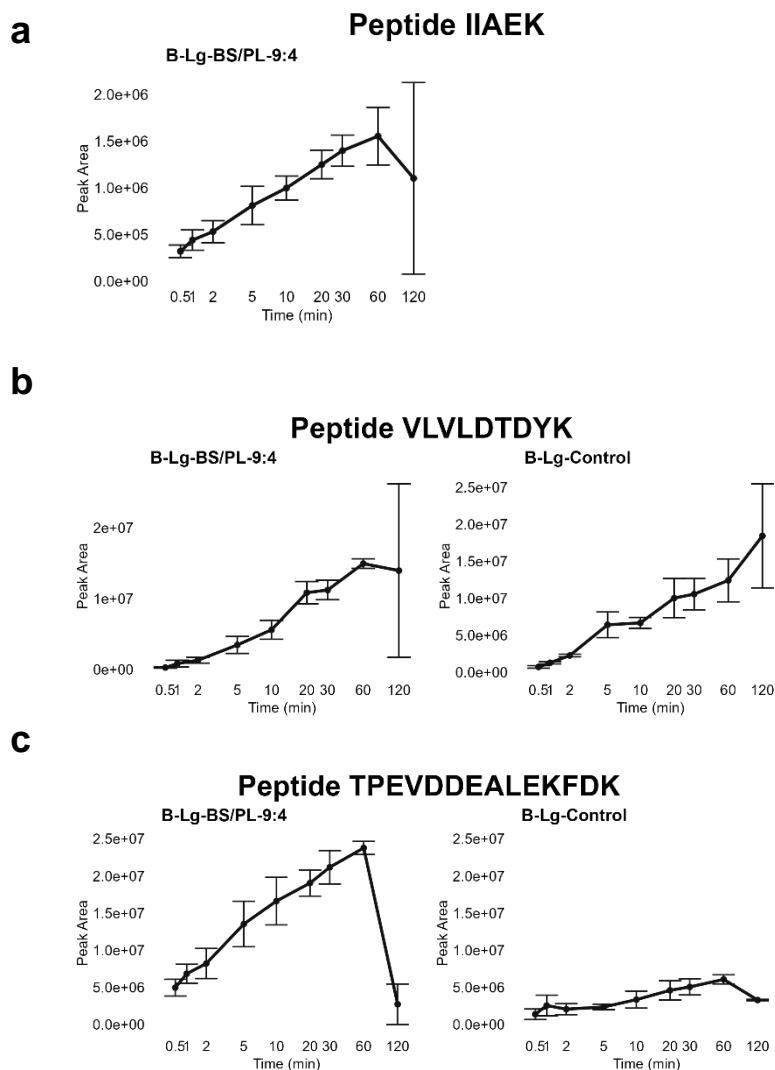 a
Peptide IIAEK
B-Lg-BS/PL-9:4
2.0e+06
1.5e+06
1.0e+06
5.0e+05
0.0e+00
Peak Area
0.51 2 5 10 20 30 60 120
Time (min)
b
Peptide VLVLDTDYK
B-Lg-BS/PL-9:4
2e+07
1e+07
0e+00
Peak Area
0.51 2 5 10 20 30 60 120
Time (min)
B-Lg-Control
2.5e+07
2.0e+07
1.5e+07
1.0e+07
5.0e+06
0.0e+00
Peak Area
0.51 2 5 10 20 30 60 120
Time (min)
c
Peptide TPEVDDEALEKFDK
B-Lg-BS/PL-9:4
2.5e+07
2.0e+07
1.5e+07
1.0e+07
5.0e+06
0.0e+00
Peak Area
0.51 2 5 10 20 30 60 120
Time (min)
B-Lg-Control
2.5e+07
2.0e+07
1.5e+07
1.0e+07
5.0e+06
0.0e+00
Peak Area
0.51 2 5 10 20 30 60 120
Time (min)